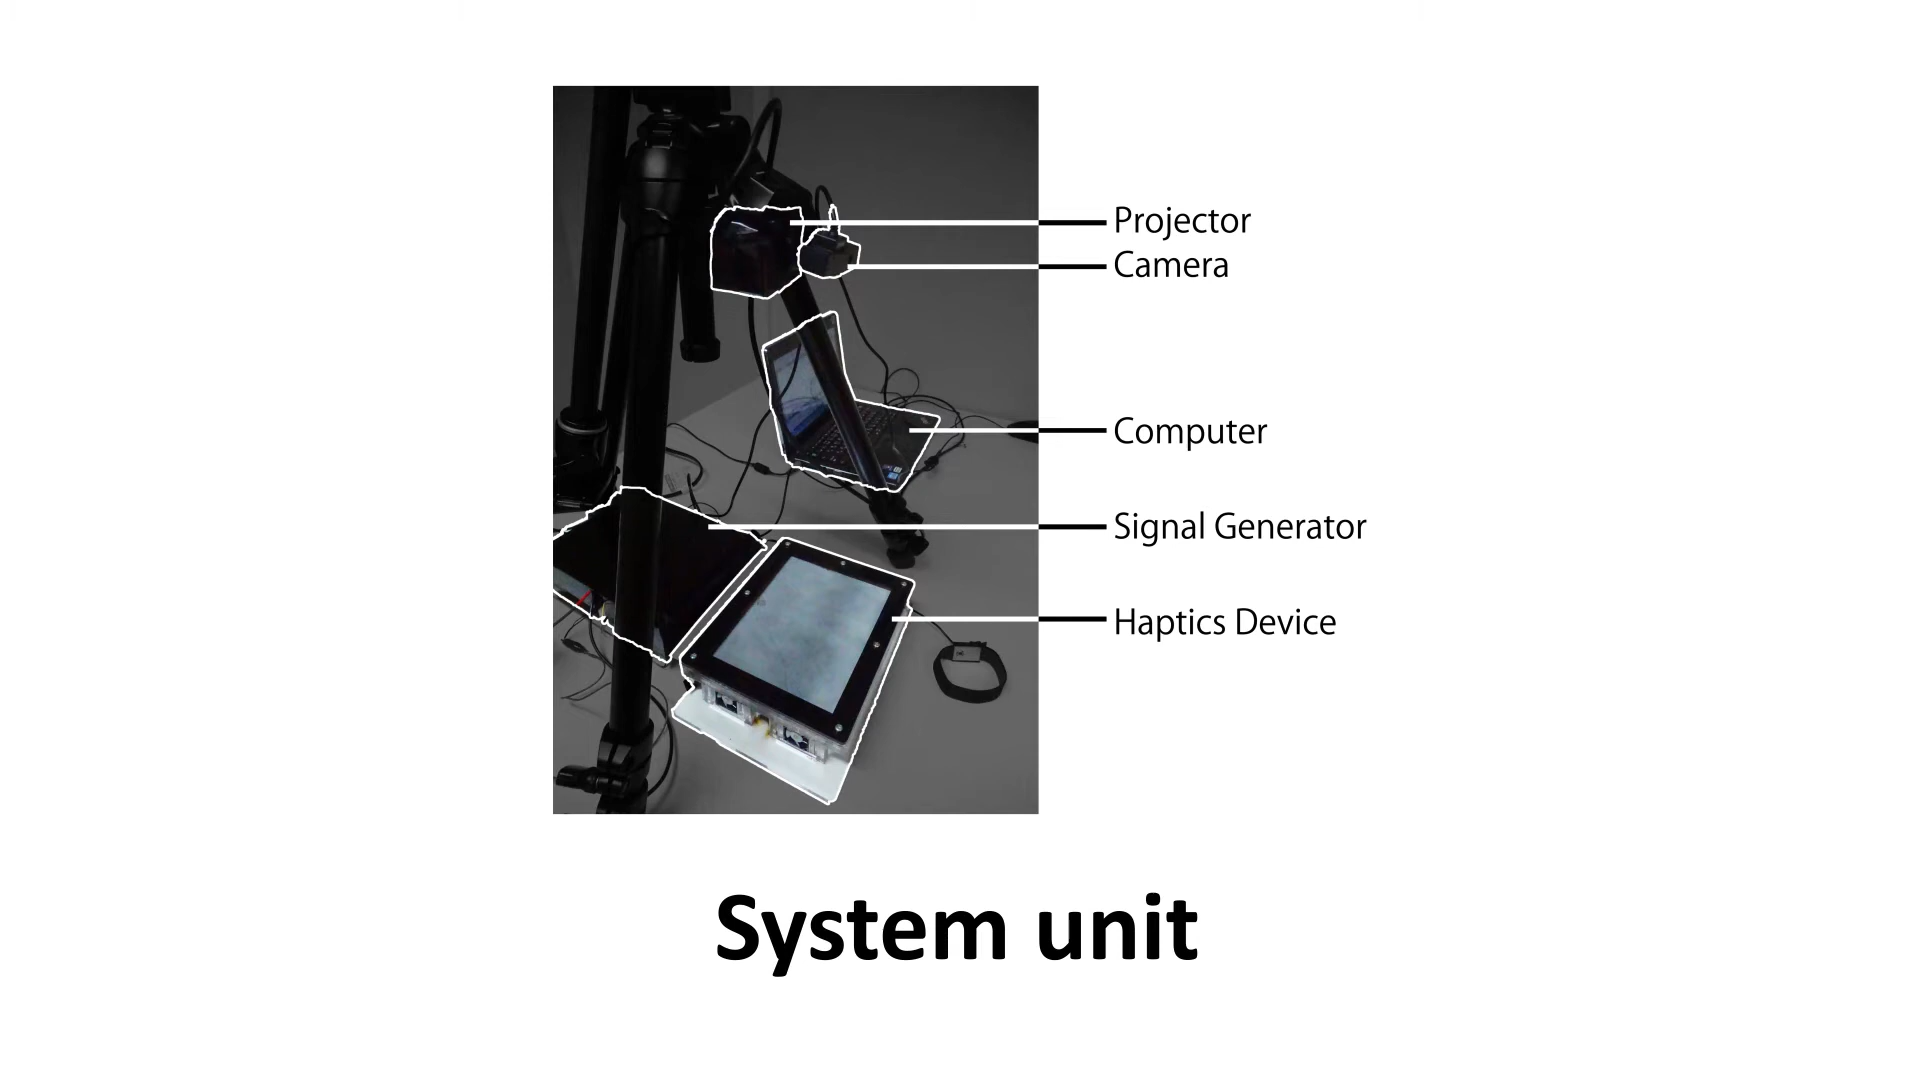 Projector
Camera
Computer
Signal Generator
Haptics Device
System unit